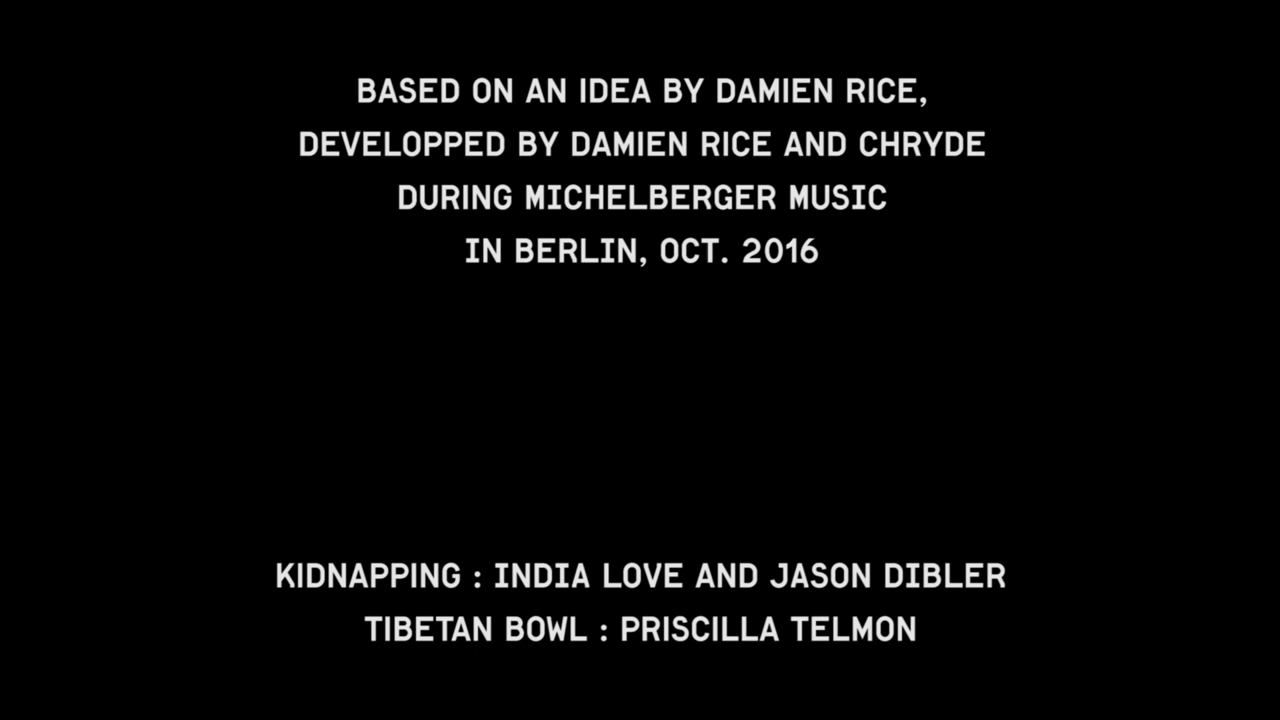 BASED ON AN IDEA BY DAMIEN RICE,
DEVELOPPED BY DAMIEN RICE AND CHRYDE
DURING MICHELBERGER MUSIC
IN BERLIN, OCT. 2016
KIDNAPPING : INDIA LOVE AND JASON DIBLER
TIBETAN BOWL : PRISCILLA TELMON